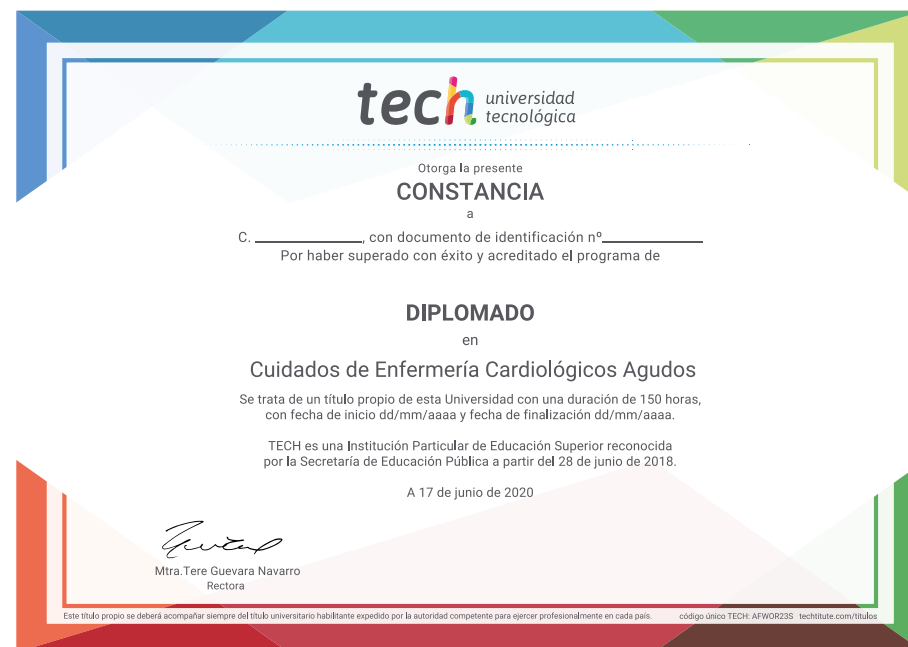 tech universidad
tecnológica
Otorga la presente
CONSTANCIA
a
C. ____________, con documento de identificación nº____________
Por haber superado con éxito y acreditado el programa de
DIPLOMADO
en
Cuidados de Enfermería Cardiológicos Agudos
Se trata de un título propio de esta Universidad con una duración de 150 horas,
con fecha de inicio dd/mm/aaaa y fecha de finalización dd/mm/aaaa.
TECH es una Institución Particular de Educación Superior reconocida
por la Secretaría de Educación Pública a partir del 28 de junio de 2018.
A 17 de junio de 2020
Mtra.Tere Guevara Navarro
Rectora
Este título propio se deberá acompañar siempre del título universitario habilitante expedido por la autoridad competente para ejercer profesionalmente en cada país. código único TECH: AFWOR23S techtitute.com/titulos